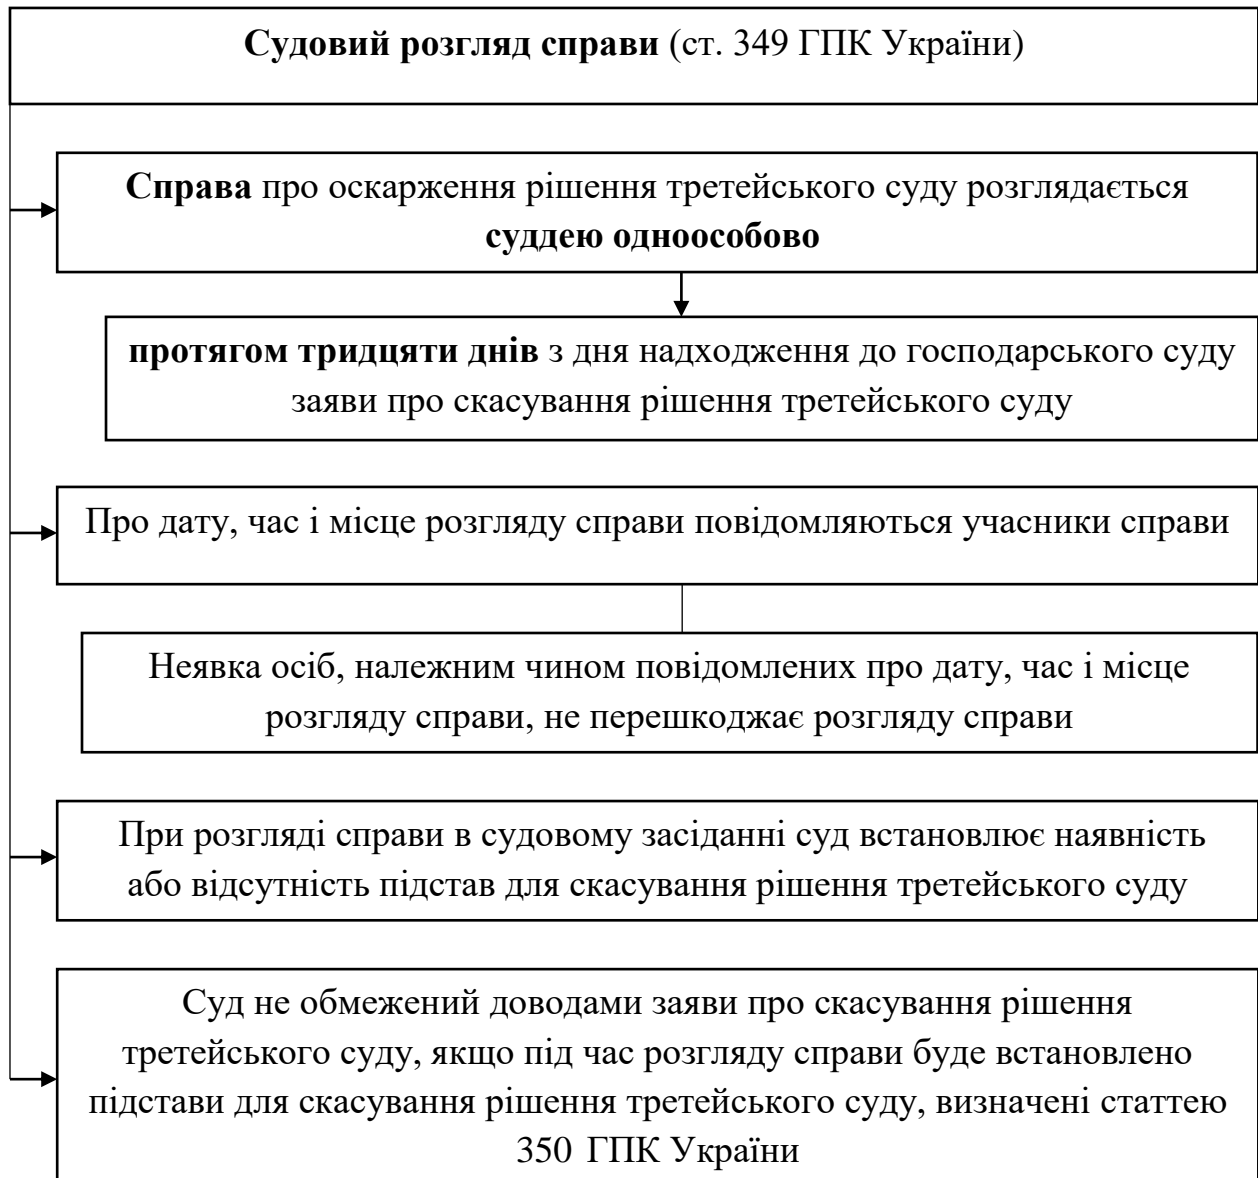 Судовий розгляд справи (ст. 349 ГПК України)
Справа про оскарження рішення третейського суду розглядається
суддею одноособово
протягом тридцяти днів з дня надходження до господарського суду
заяви про скасування рішення третейського суду
Про дату, час і місце розгляду справи повідомляються учасники справи
Неявка осіб, належним чином повідомлених про дату, час і місце
розгляду справи, не перешкоджає розгляду справи
При розгляді справи в судовому засіданні суд встановлює наявність
або відсутність підстав для скасування рішення третейського суду
Суд не обмежений доводами заяви про скасування рішення
третейського суду, якщо під час розгляду справи буде встановлено
підстави для скасування рішення третейського суду, визначені статтею
350 ГПК України